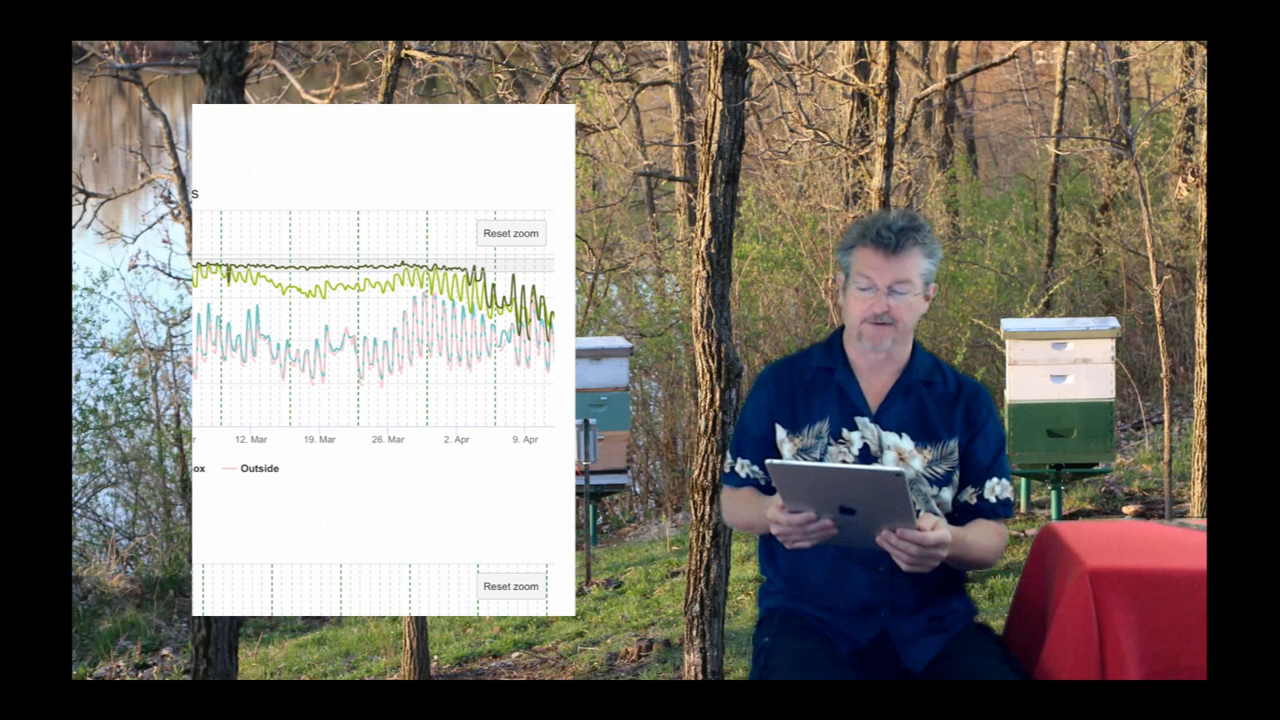 S
Reset zoom
12. Mar 19. Mar 26. Mar 2. Apr 9. Apr
ox Outside
Reset zoom